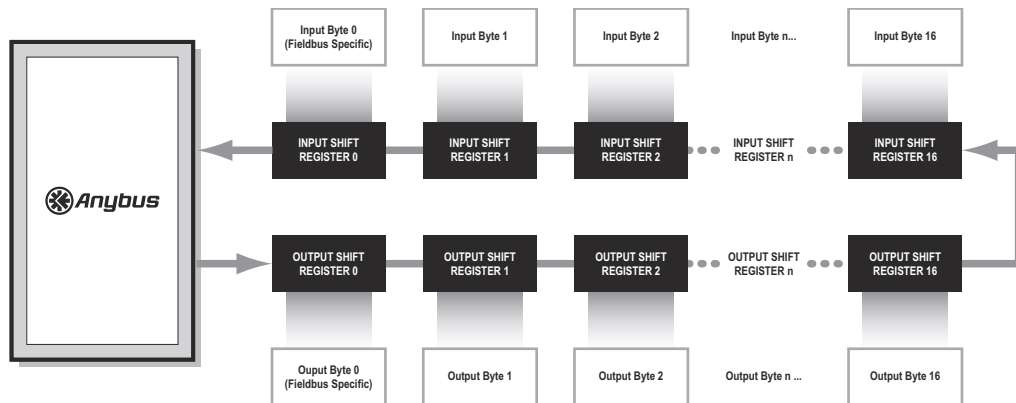 Input Byte 0
(Fieldbus Specific)
Input Byte 1
Input Byte 2
Input Byte n...
Input Byte 16
INPUT SHIFT
REGISTER 0
INPUT SHIFT
REGISTER 1
INPUT SHIFT
REGISTER 2
INPUT SHIFT
REGISTER n
INPUT SHIFT
REGISTER 16
Anybus
OUTPUT SHIFT
REGISTER 0
OUTPUT SHIFT
REGISTER 1
OUTPUT SHIFT
REGISTER 2
OUTPUT SHIFT
REGISTER n
OUTPUT SHIFT
REGISTER 16
Ouput Byte 0
(Fieldbus Specific)
Output Byte 1
Output Byte 2
Output Byte n ...
Output Byte 16